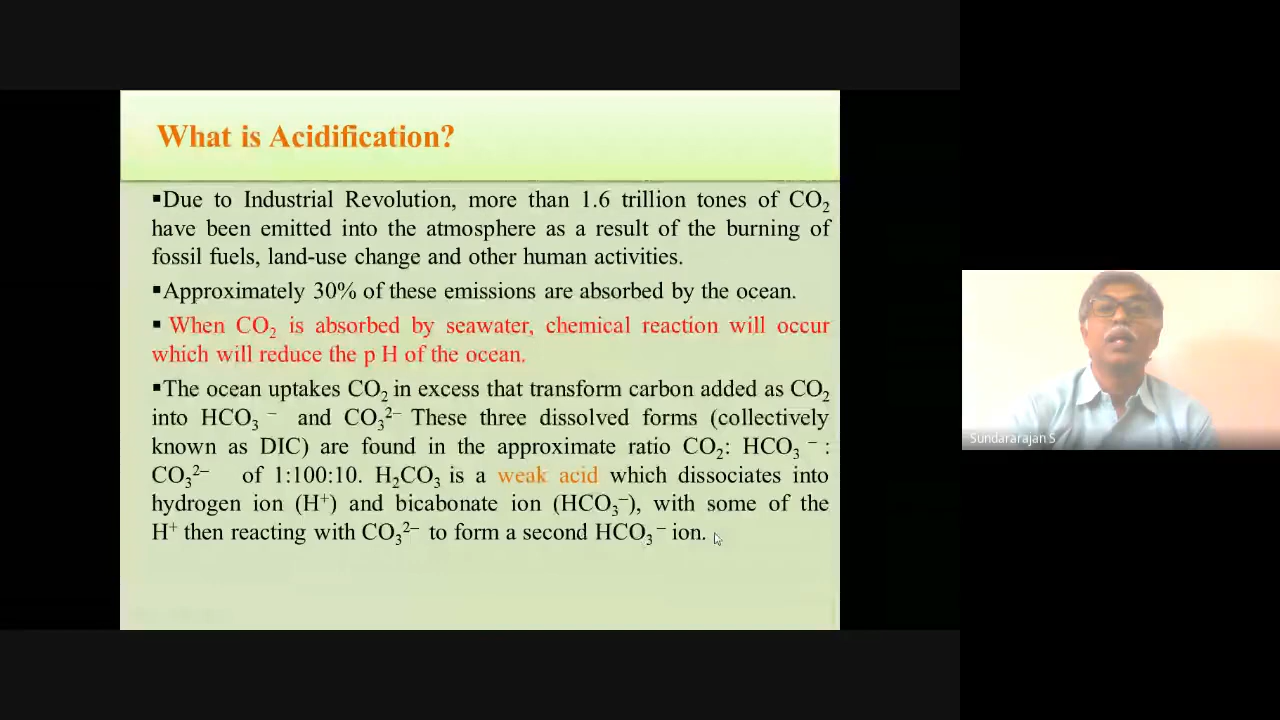 What is Acidification?
▪Due to Industrial Revolution, more than 1.6 trillion tones of CO₂
have been emitted into the atmosphere as a result of the burning of
fossil fuels, land-use change and other human activities.
▪Approximately 30% of these emissions are absorbed by the ocean.
▪ When CO₂ is absorbed by seawater, chemical reaction will occur
which will reduce the p H of the ocean.
▪The ocean uptakes CO₂ in excess that transform carbon added as CO₂
into HCO₃ ⁻ and CO₃²⁻ These three dissolved forms (collectively
known as DIC) are found in the approximate ratio CO₂: HCO₃ ⁻ :
CO₃²⁻ of 1:100:10. H₂CO₃ is a weak acid which dissociates into
hydrogen ion (H⁺) and bicabonate ion (HCO₃⁻), with some of the
H⁺ then reacting with CO₃²⁻ to form a second HCO₃ ⁻ ion.
Sundararajan S